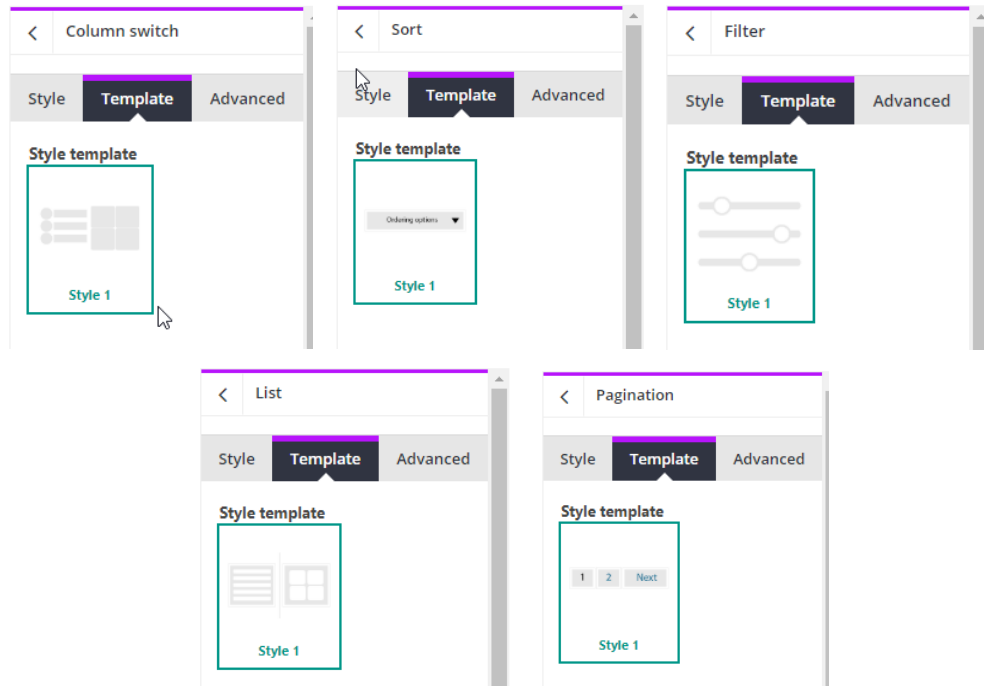 Column switch
Style Template Advanced
Style template
Style 1
Sort
Style Template Advanced
Style template
Ordering options
Style 1
Filter
Style Template Advanced
Style template
Style 1
List
Style Template Advanced
Style template
Style 1
Pagination
Style Template Advanced
Style template
1 2 Next
Style 1